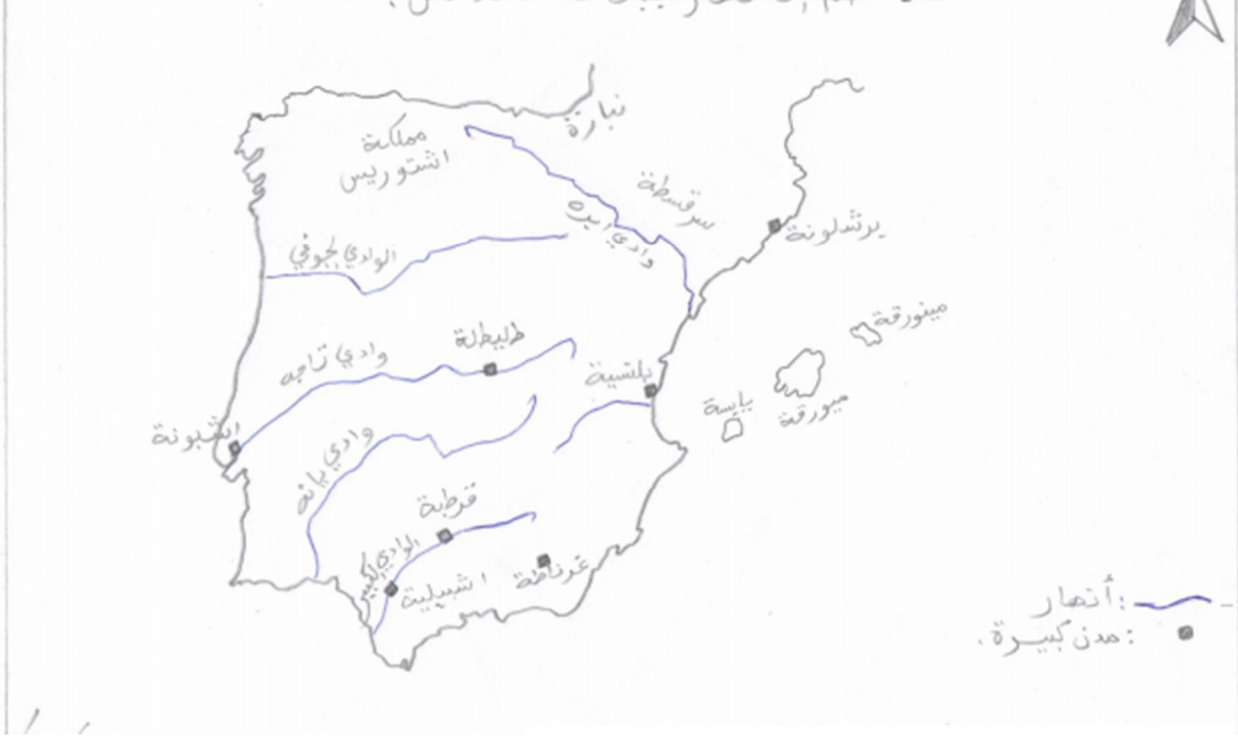 نبارة
مملكة
اشتوريس
سرقسطة
وادي ابره
برشلونة
الوادي الجوفي
مينورقة
طليطلة
وادي تاجه
بلنسية
يابسة
ميورقة
اشبونة
وادي يانه
قرطبة
الوادي الكبير
غرناطة
اشبيلية
أنهار:
مدن كبيرة: